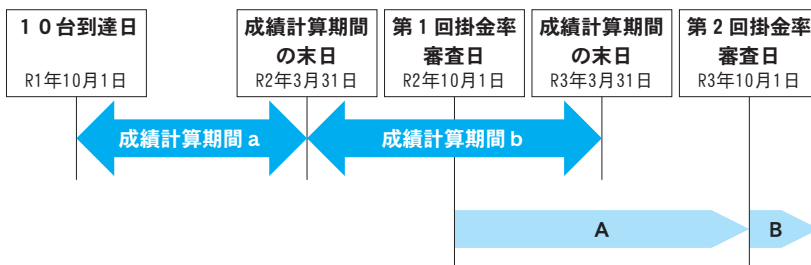 10台到達日
R1年10月1日
成績計算期間
の末日
R2年3月31日
第1回掛金率
審査日
R2年10月1日
成績計算期間
の末日
R3年3月31日
第2回掛金率
審査日
R3年10月1日
成績計算期間a
成績計算期間b
A
B